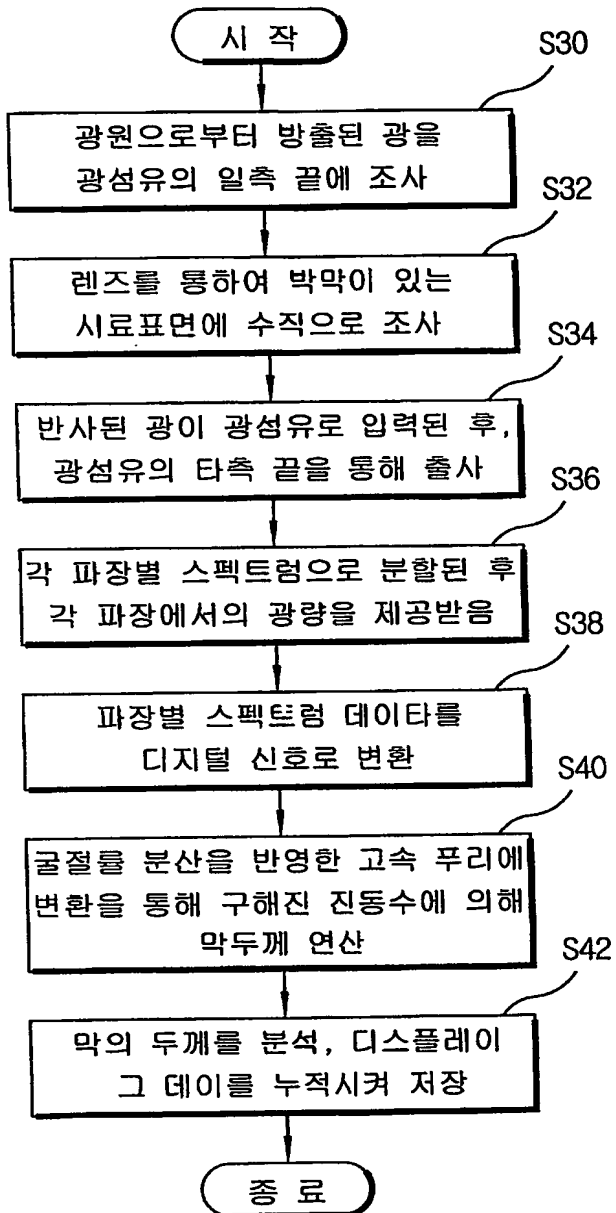 시 작
S30
광원으로부터 방출된 광을
광섬유의 일측 끝에 조사
S32
렌즈를 통하여 박막이 있는
시료표면에 수직으로 조사
S34
반사된 광이 광섬유로 입력된 후,
광섬유의 타측 끝을 통해 출사
S36
각 파장별 스펙트럼으로 분할된 후
각 파장에서의 광량을 제공받음
S38
파장별 스펙트럼 데이타를
디지털 신호로 변환
S40
굴절률 분산을 반영한 고속 푸리에
변환을 통해 구해진 진동수에 의해
막두께 연산
S42
막의 두께를 분석, 디스플레이
그 데이를 누적시켜 저장
종 료